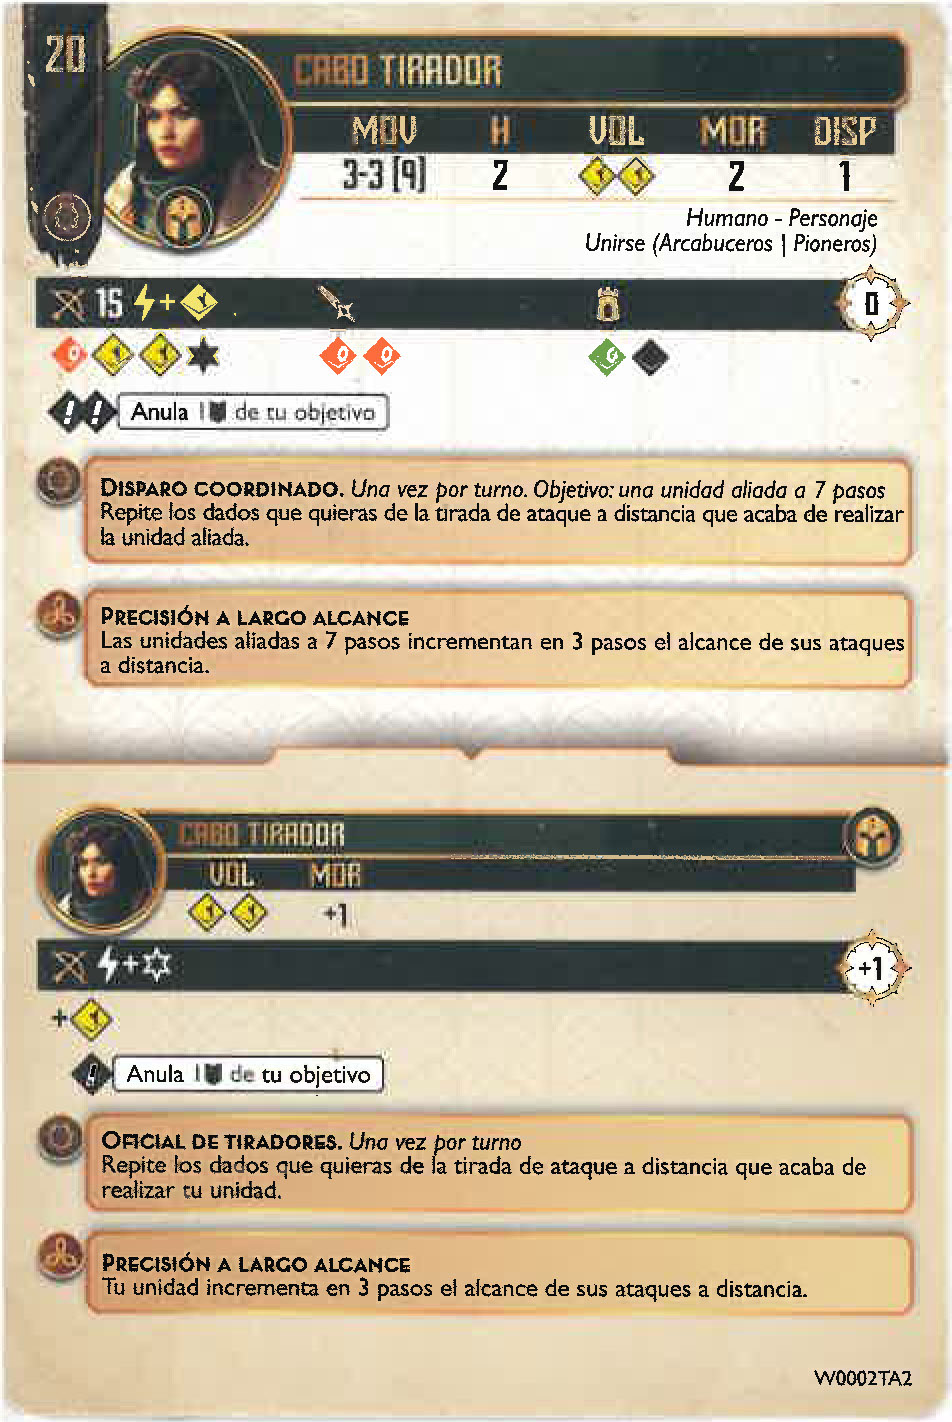 20
CABO TIRADOR
MOV H VOL MOR DISP
3-3 [9] 2 2 1
Humano - Personaje
Unirse (Arcabuceros | Pioneros)
15 + 0
Anula 1 de tu objetivo
DISPARO COORDINADO. Una vez por turno. Objetivo: una unidad aliada a 7 pasos
Repite los dados que quieras de la tirada de ataque a distancia que acaba de realizar
la unidad aliada.
PRECISIÓN A LARGO ALCANCE
Las unidades aliadas a 7 pasos incrementan en 3 pasos el alcance de sus ataques
a distancia.
CABO TIRADOR
VOL MOR
+1
+ +1
+
Anula 1 de tu objetivo
OFICIAL DE TIRADORES. Una vez por turno
Repite los dados que quieras de la tirada de ataque a distancia que acaba de
realizar tu unidad.
PRECISIÓN A LARGO ALCANCE
Tu unidad incrementa en 3 pasos el alcance de sus ataques a distancia.
W0002TA2